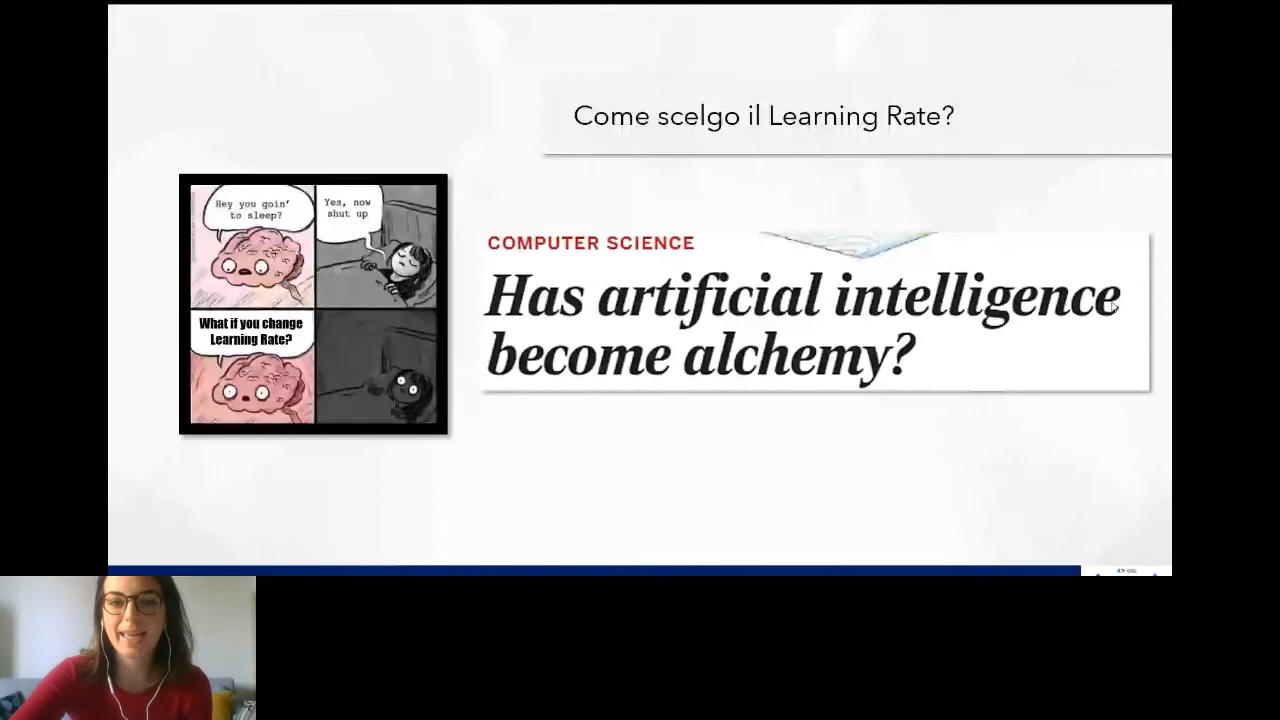 Come scelgo il Learning Rate?
Hey you goin'
to sleep?
Yes, now
shut up
What if you change
Learning Rate?
COMPUTER SCIENCE
Has artificial intelligence
become alchemy?